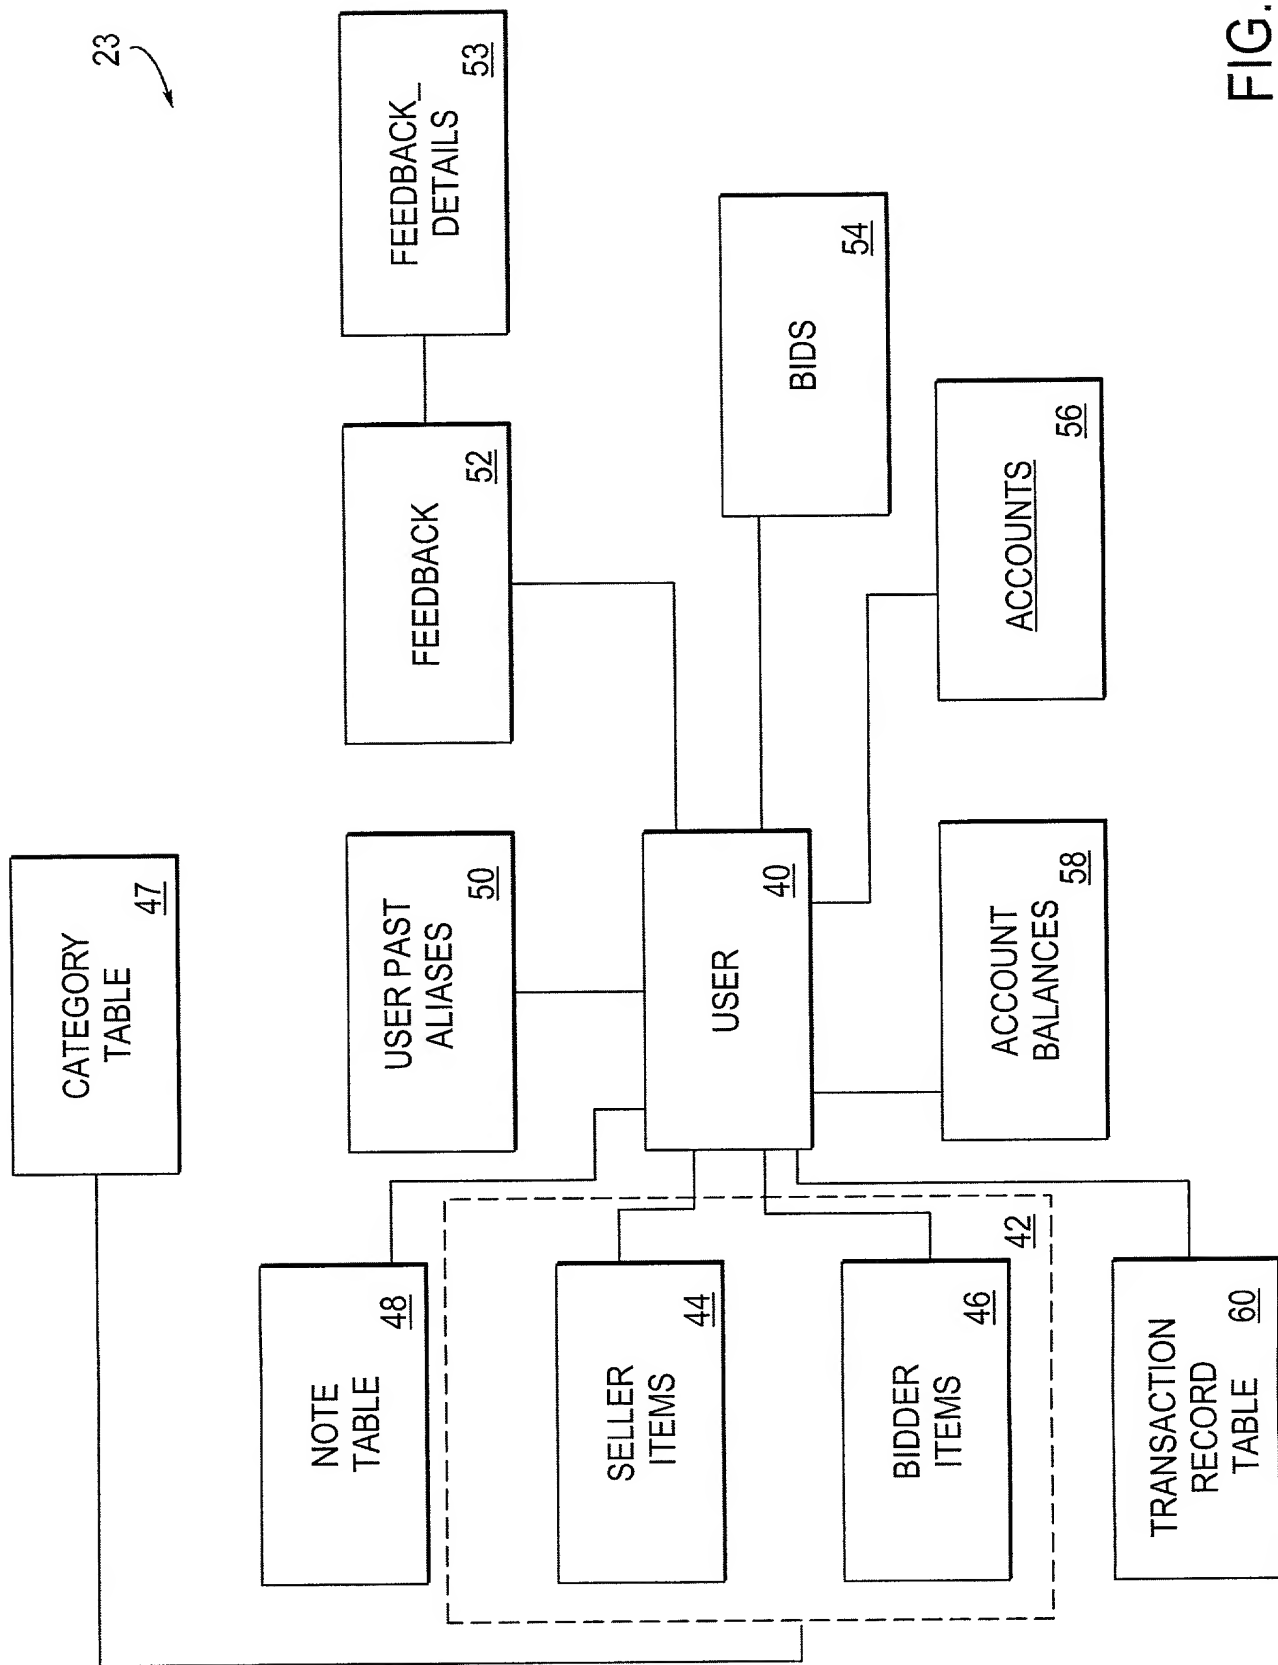 23
CATEGORY
TABLE
47
NOTE
TABLE
48
USER PAST
ALIASES
50
FEEDBACK
52
FEEDBACK_
DETAILS
53
SELLER
ITEMS
44
USER
40
BIDS
54
BIDDER
ITEMS
46
42
ACCOUNT
BALANCES
58
ACCOUNTS
56
TRANSACTION
RECORD
TABLE
60
FIG.